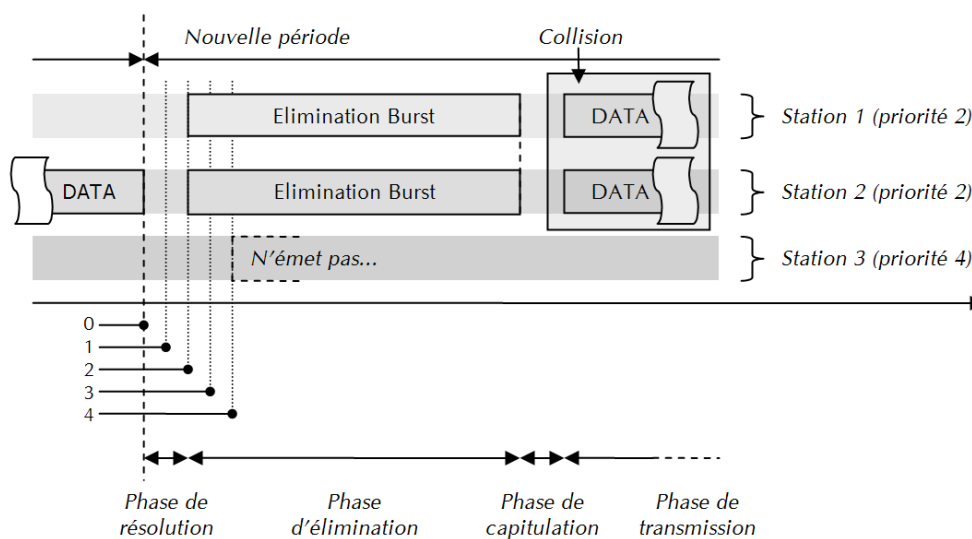 Nouvelle période
Collision
Elimination Burst
DATA
Station 1 (priorité 2)
DATA
Elimination Burst
DATA
Station 2 (priorité 2)
N'émet pas...
Station 3 (priorité 4)
0
1
2
3
4
Phase de
résolution
Phase
d'élimination
Phase de
capitulation
Phase de
transmission